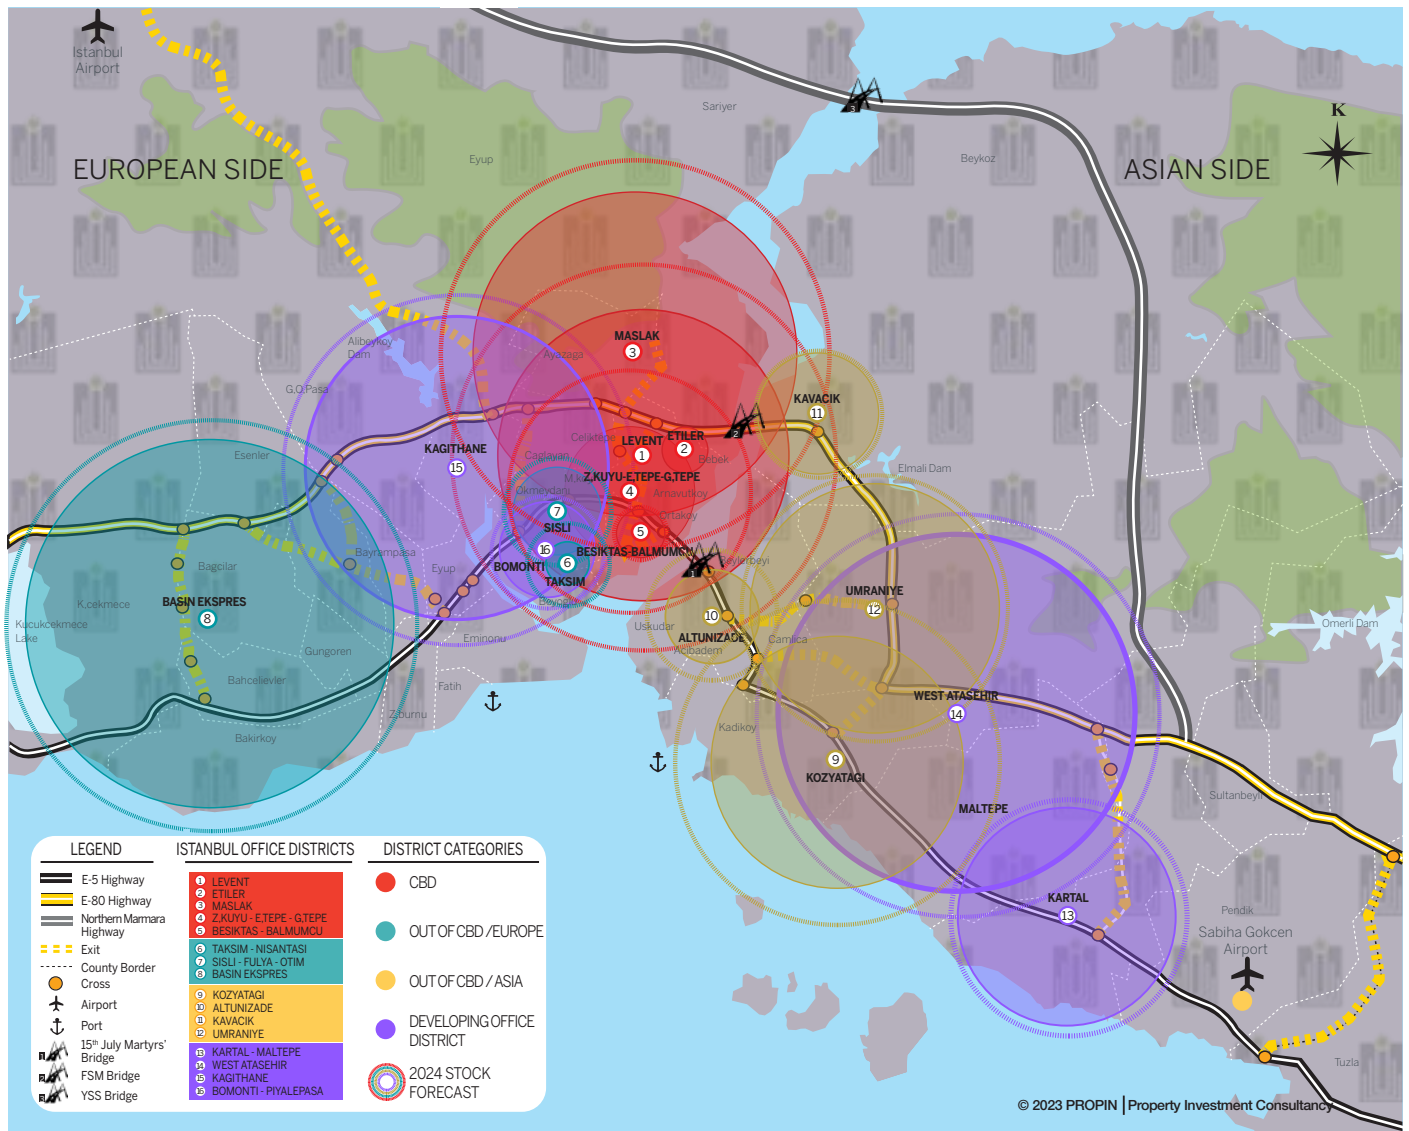 Istanbul
Airport
EUROPEAN SIDE
ASIAN SIDE
K
Sariyer
Eyup
Beykoz
3
Alibeykoy
Dam
G.O.Pasa
Ayazaga
MASLAK
3
KAVACIK
11
2
KAGITHANE
15
Celiktepe
LEVENT
1
ETILER
2
Bebek
Esenler
Caglayan
Z,KUYU-E,TEPE-G,TEPE
4
Elmali Dam
Okmeydani
Arnavutkoy
7
SISLI
Ortakoy
5
BESIKTAS-BALMUMCU
Bayrampasa
16
BOMONTI
6
TAKSIM
Beyoglu
1
Beylerbeyi
Bagcilar
Eyup
K.cekmece
BASIN EKSPRES
8
Kucukcekmece
Lake
Gungoren
Eminonu
UMRANIYE
12
10
ALTUNIZADE
Uskudar
Acibadem
Camlica
Omerli Dam
Bahcelievler
Fatih
Z.burnu
Bakirkoy
WEST ATASEHIR
14
Kadikoy
9
KOZYATAGI
MALTEPE
Sultanbeyli
KARTAL
13
Pendik
Sabiha Gokcen
Airport
Tuzla
LEGEND
E-5 Highway
E-80 Highway
Northern Marmara
Highway
Exit
County Border
Cross
Airport
Port
1 15th July Martyrs'
Bridge
2 FSM Bridge
3 YSS Bridge
ISTANBUL OFFICE DISTRICTS
1 LEVENT
2 ETILER
3 MASLAK
4 Z,KUYU - E,TEPE - G,TEPE
5 BESIKTAS - BALMUMCU
6 TAKSIM - NISANTASI
7 SISLI - FULYA - OTIM
8 BASIN EKSPRES
9 KOZYATAGI
10 ALTUNIZADE
11 KAVACIK
12 UMRANIYE
13 KARTAL - MALTEPE
14 WEST ATASEHIR
15 KAGITHANE
16 BOMONTI - PIYALEPASA
DISTRICT CATEGORIES
CBD
OUT OF CBD /EUROPE
OUT OF CBD / ASIA
DEVELOPING OFFICE
DISTRICT
2024 STOCK
FORECAST
© 2023 PROPIN | Property Investment Consultancy